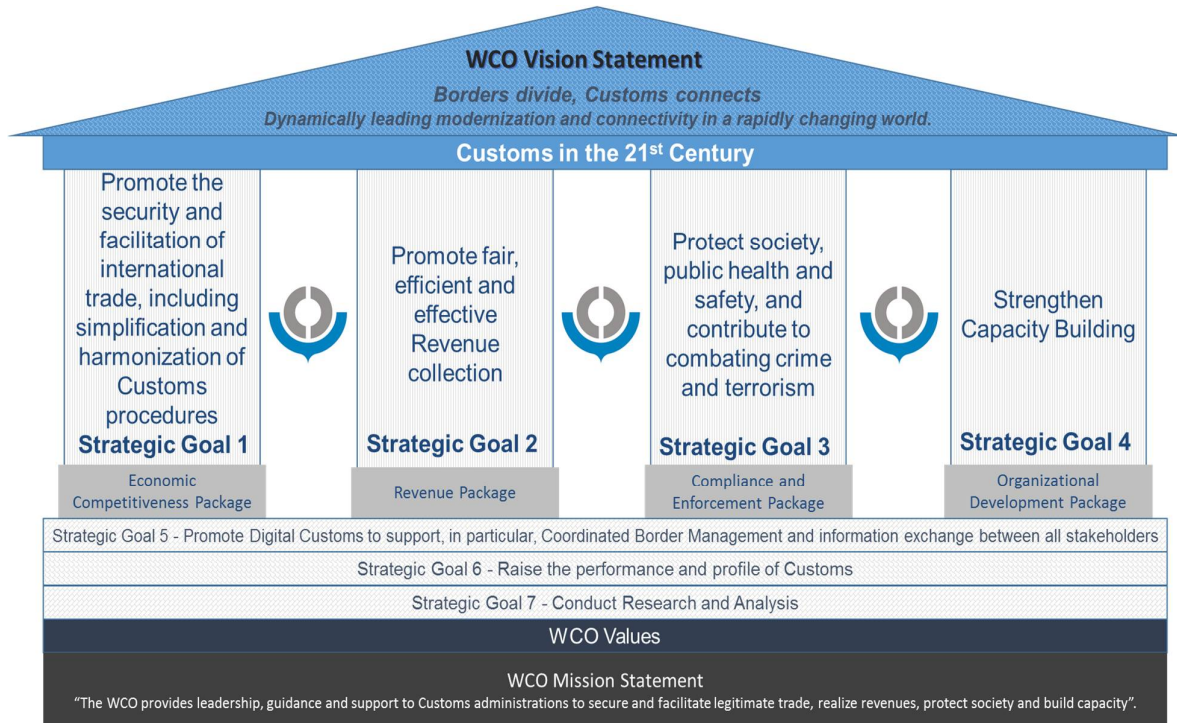 WCO Vision Statement
Borders divide, Customs connects
Dynamically leading modernization and connectivity in a rapidly changing world.
Customs in the 21st Century
Promote the
security and
facilitation of
international
trade, including
simplification and
harmonization of
Customs
procedures
Strategic Goal 1
Economic
Competitiveness Package
Promote fair,
efficient and
effective
Revenue
collection
Strategic Goal 2
Revenue Package
Protect society,
public health and
safety, and
contribute to
combating crime
and terrorism
Strategic Goal 3
Compliance and
Enforcement Package
Strengthen
Capacity Building
Strategic Goal 4
Organizational
Development Package
Strategic Goal 5 - Promote Digital Customs to support, in particular, Coordinated Border Management and information exchange between all stakeholders
Strategic Goal 6 - Raise the performance and profile of Customs
Strategic Goal 7 - Conduct Research and Analysis
WCO Values
WCO Mission Statement
“The WCO provides leadership, guidance and support to Customs administrations to secure and facilitate legitimate trade, realize revenues, protect society and build capacity”.